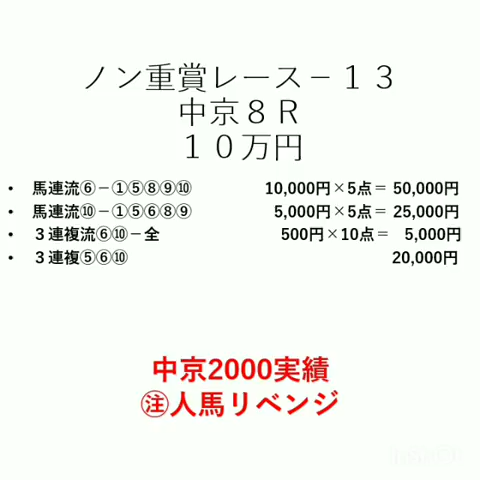 ノン重賞レース－１３
中京８Ｒ
１０万円
• 馬連流⑥－①⑤⑧⑨⑩ 10,000円×5点＝ 50,000円
• 馬連流⑩－①⑤⑥⑧⑨ 5,000円×5点＝ 25,000円
• ３連複流⑥⑩－全 500円×10点＝ 5,000円
• ３連複⑤⑥⑩ 20,000円
中京2000実績
㊟人馬リベンジ